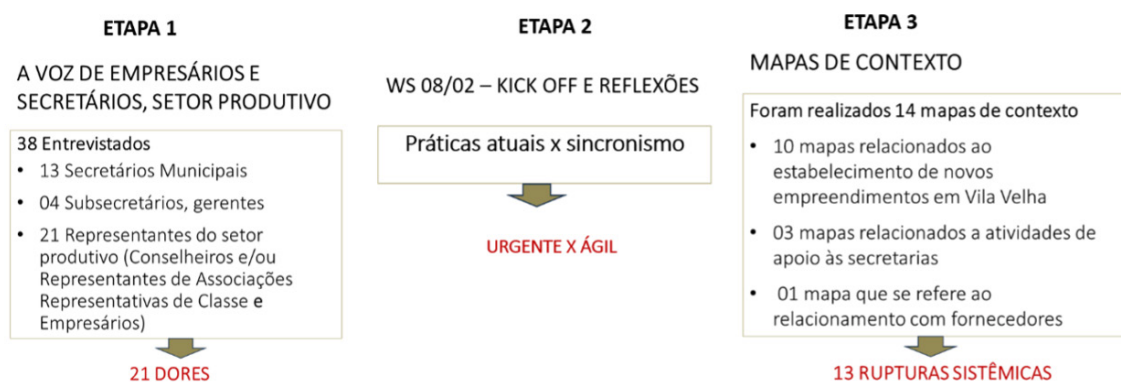 ETAPA 1
A VOZ DE EMPRESÁRIOS E
SECRETÁRIOS, SETOR PRODUTIVO
38 Entrevistados
• 13 Secretários Municipais
• 04 Subsecretários, gerentes
• 21 Representantes do setor
produtivo (Conselheiros e/ou
Representantes de Associações
Representativas de Classe e
Empresários)
21 DORES
ETAPA 2
WS 08/02 – KICK OFF E REFLEXÕES
Práticas atuais x sincronismo
URGENTE X ÁGIL
ETAPA 3
MAPAS DE CONTEXTO
Foram realizados 14 mapas de contexto
• 10 mapas relacionados ao
estabelecimento de novos
empreendimentos em Vila Velha
• 03 mapas relacionados a atividades de
apoio às secretarias
• 01 mapa que se refere ao
relacionamento com fornecedores
13 RUPTURAS SISTÊMICAS